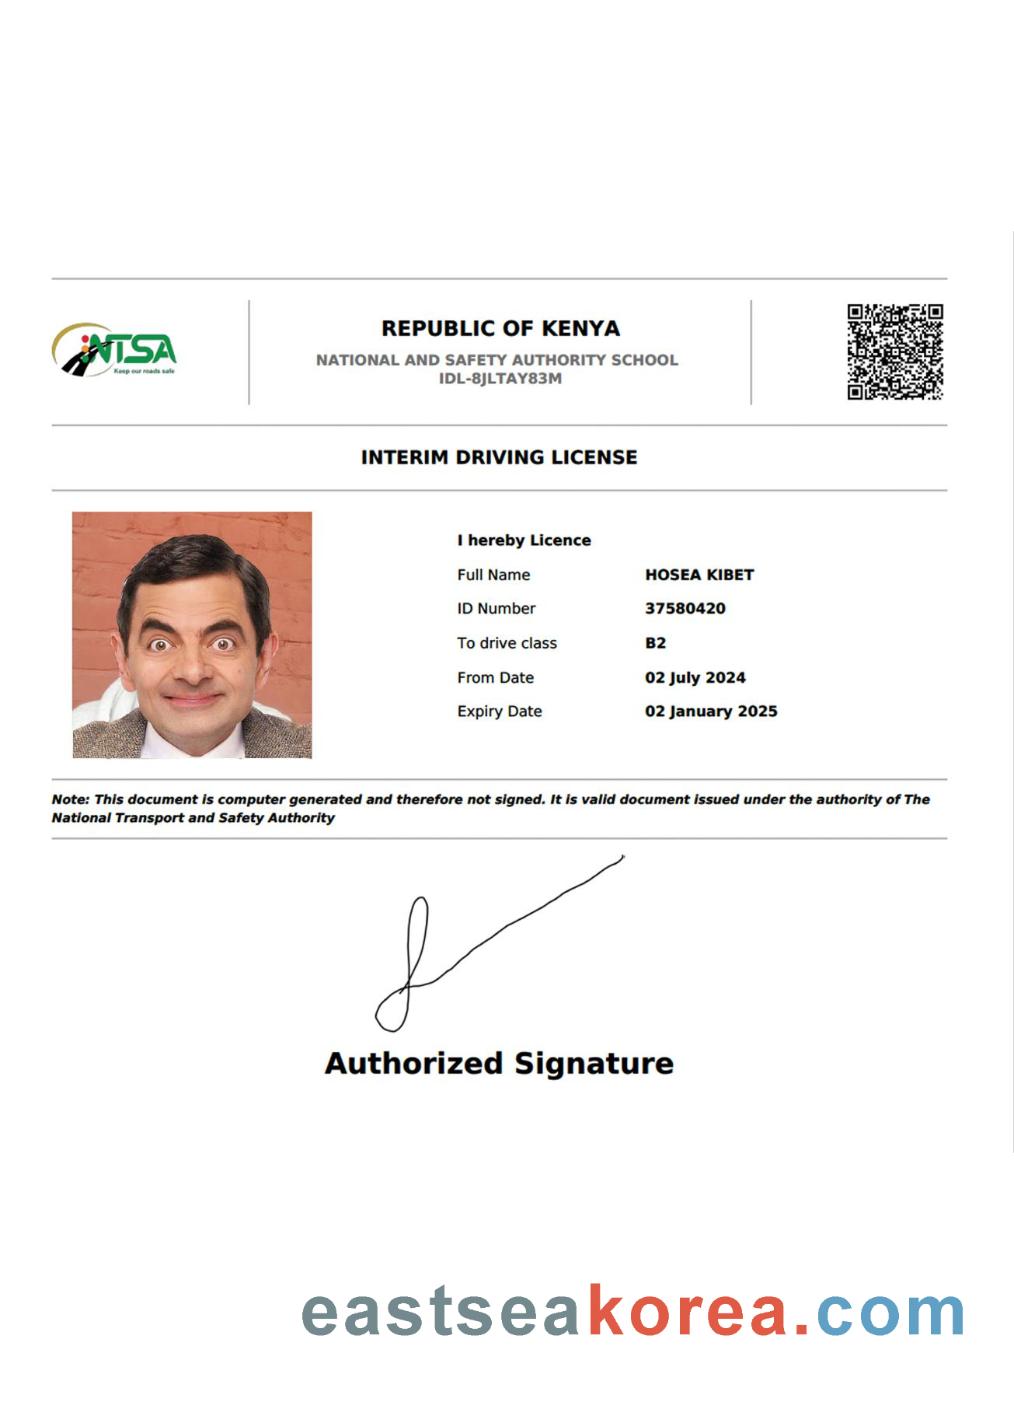 NTSA
Keep our roads safe
REPUBLIC OF KENYA
NATIONAL AND SAFETY AUTHORITY SCHOOL
IDL-8JLTAY83M
INTERIM DRIVING LICENSE
I hereby Licence
Full Name HOSEA KIBET
ID Number 37580420
To drive class B2
From Date 02 July 2024
Expiry Date 02 January 2025
Note: This document is computer generated and therefore not signed. It is valid document issued under the authority of The
National Transport and Safety Authority
Authorized Signature
eastseakorea.com